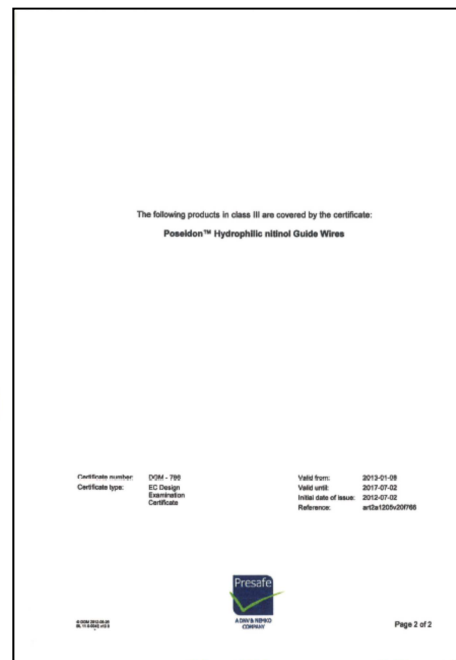 The following products in class III are covered by the certificate:
Poseidon™ Hydrophilic nitinol Guide Wires
Certificate number: DGM - 766
Certificate type: EC Design
Examination
Certificate
Valid from: 2013-01-09
Valid until: 2017-07-02
Initial date of issue: 2012-07-02
Reference:
Presafe
A DNV & NEMKO
COMPANY
Page 2 of 2